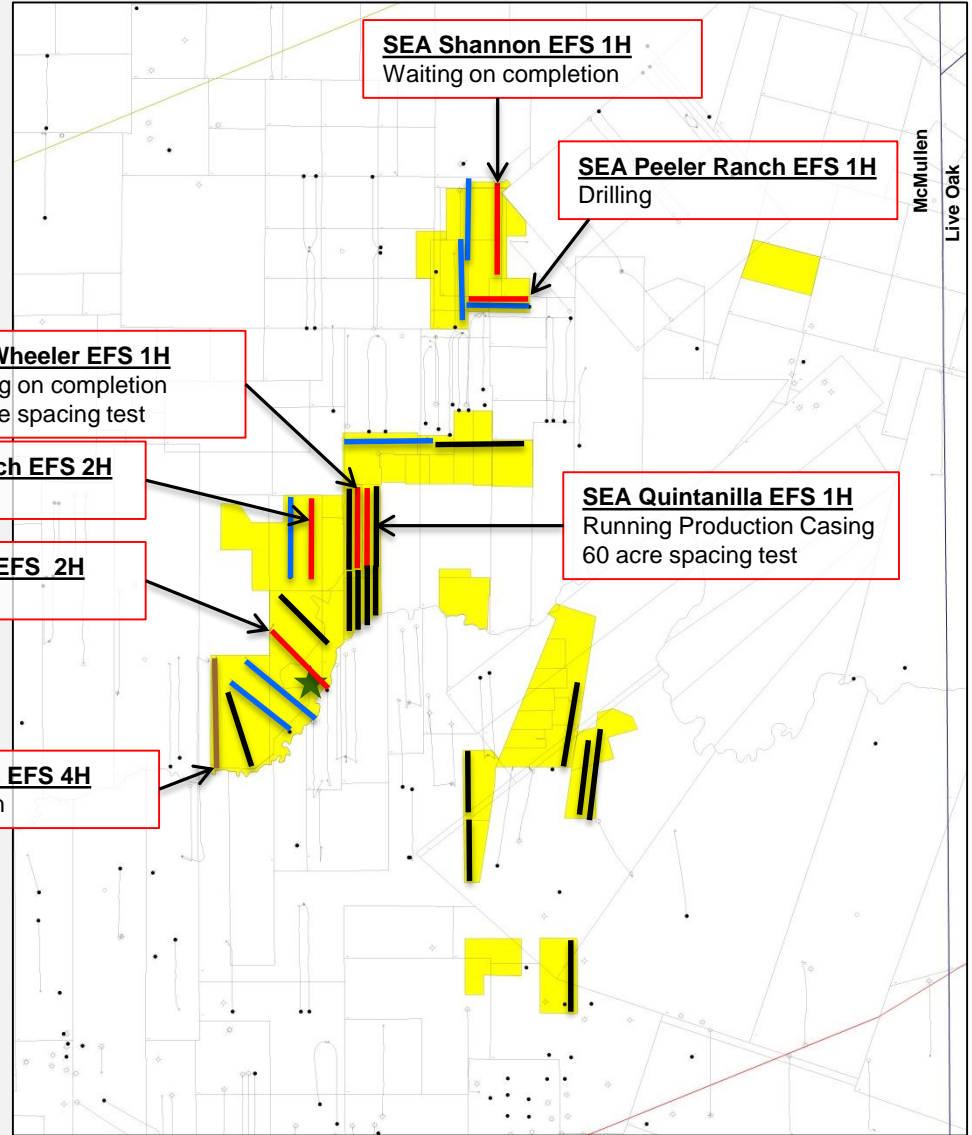 SEA Shannon EFS 1H
Waiting on completion
SEA Peeler Ranch EFS 1H
Drilling
McMullen
Live Oak
Wheeler EFS 1H
on completion
spacing test
EFS 2H
SEA Quintanilla EFS 1H
Running Production Casing
60 acre spacing test
EFS 2H
EFS 4H